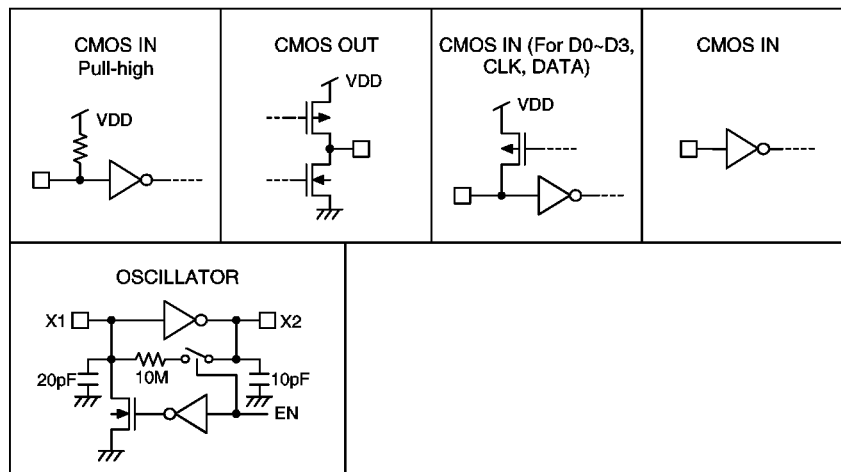 CMOS IN
Pull-high
VDD
CMOS OUT
VDD
CMOS IN (For D0~D3,
CLK, DATA)
VDD
CMOS IN
OSCILLATOR
X1
X2
20pF
10M
10pF
EN